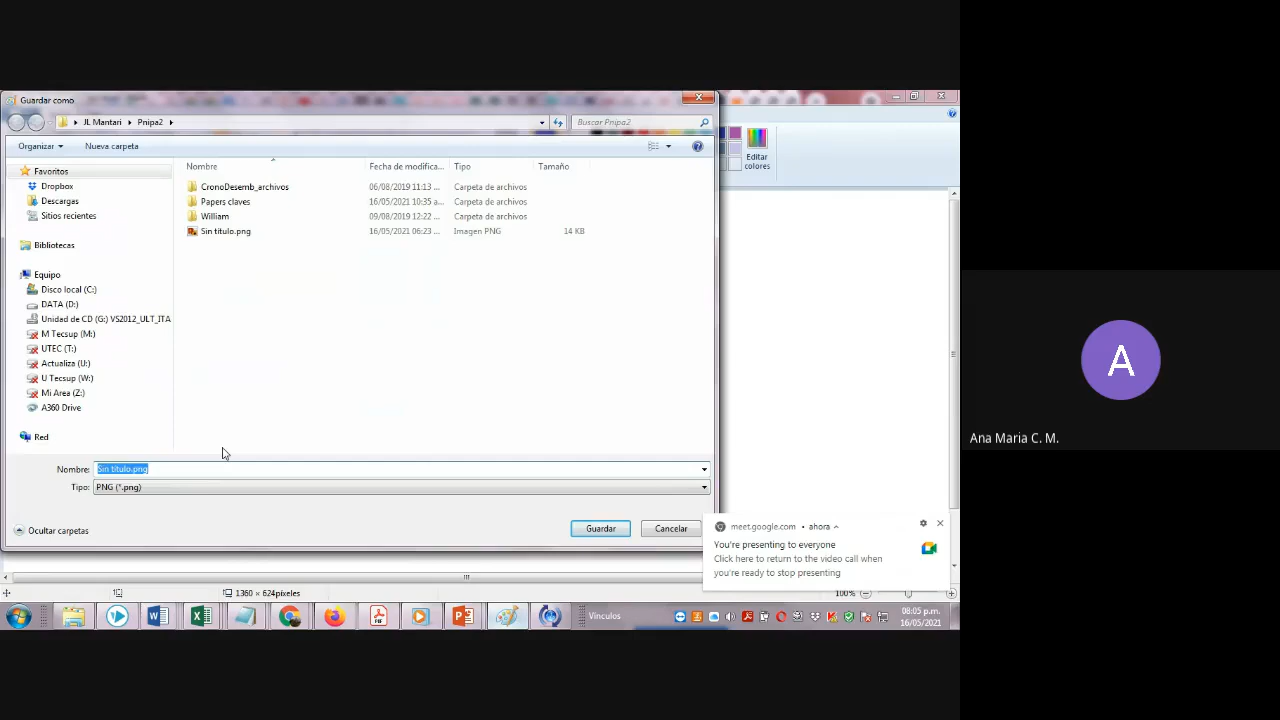 Guardar como
JL Mantari
Pnipa2
Buscar Pnipa2
Organizar
Nueva carpeta
Editar
colores
Nombre
Fecha de modifica...
Tipo
Tamaño
Favoritos
Dropbox
Descargas
Sitios recientes
Bibliotecas
Equipo
Disco local (C:)
DATA (D:)
Unidad de CD (G:) VS2012_ULT_ITA
M Tecsup (M:)
UTEC (T:)
Actualiza (U:)
U Tecsup (W:)
Mi Area (Z:)
A360 Drive
Red
CronoDesemb_archivos 06/08/2019 11:13 ... Carpeta de archivos
Papers claves 16/05/2021 10:35 a... Carpeta de archivos
William 09/08/2019 12:22 ... Carpeta de archivos
Sin título.png 16/05/2021 06:23 ... Imagen PNG 14 KB
Nombre: Sin título.png
Tipo: PNG (*.png)
Ocultar carpetas
Guardar
Cancelar
meet.google.com • ahora
You're presenting to everyone
Click here to return to the video call when
you're ready to stop presenting
1360 × 624píxeles
100%
Vínculos
08:05 p.m.
16/05/2021
A
Ana Maria C. M.